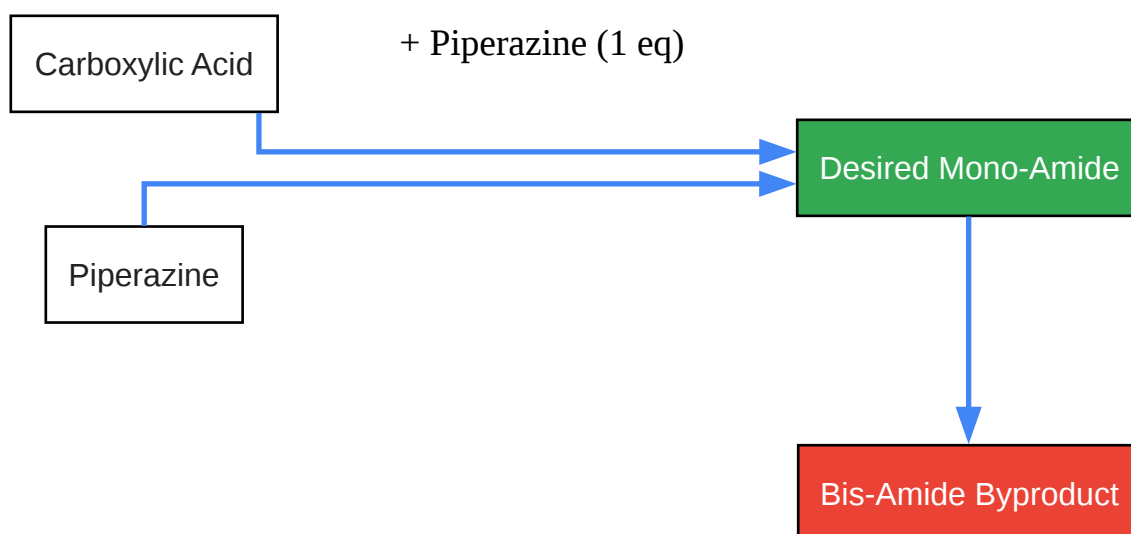 + Piperazine (1 eq)
Carboxylic Acid
Desired Mono-Amide
Piperazine
Bis-Amide Byproduct